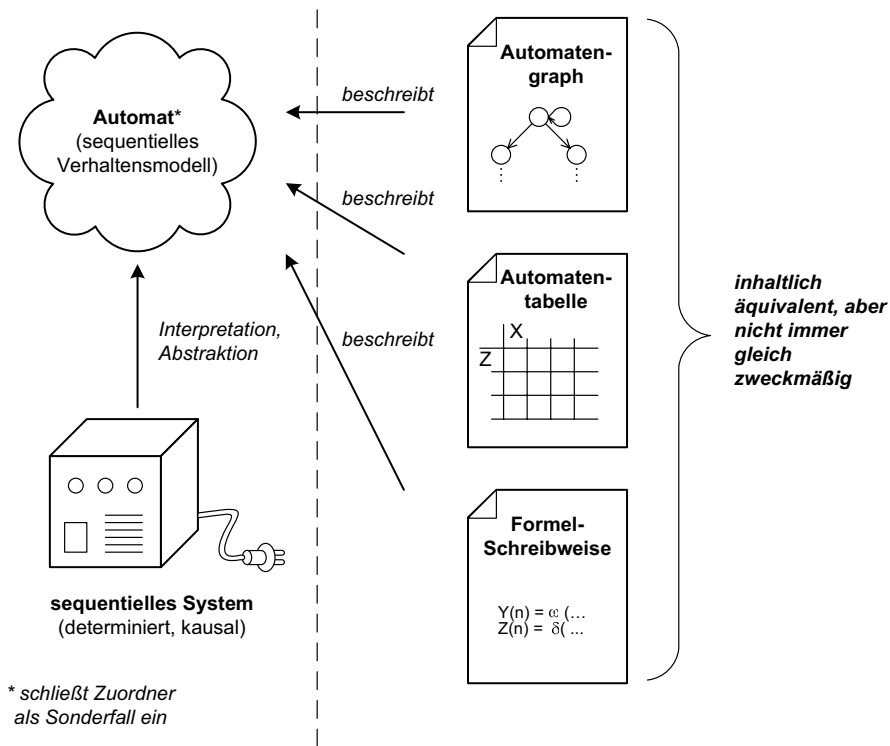 Automat*
(sequentielles
Verhaltensmodell)
Interpretation,
Abstraktion
sequentielles System
(determiniert, kausal)
* schließt Zuordner
als Sonderfall ein
beschreibt
beschreibt
beschreibt
Automaten-
graph
Automaten-
tabelle
X
Z
Formel-
Schreibweise
Y(n) = ω (...
Z(n) = δ( ...
inhaltlich
äquivalent, aber
nicht immer
gleich
zweckmäßig